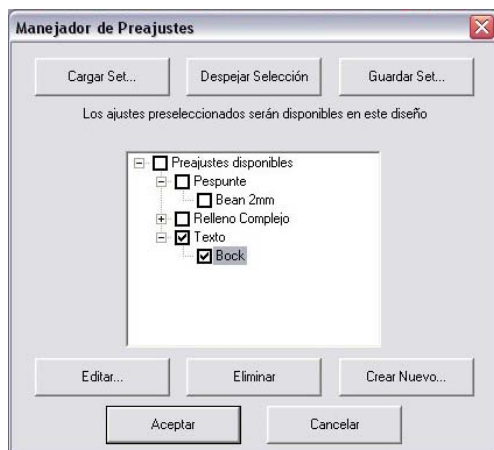 Manejador de Preajustes
Cargar Set... Despejar Selección Guardar Set...
Los ajustes preseleccionados serán disponibles en este diseño
Preajustes disponibles
Pespunte
Bean 2mm
Relleno Complejo
Texto
Bock
Editar... Eliminar Crear Nuevo...
Aceptar Cancelar